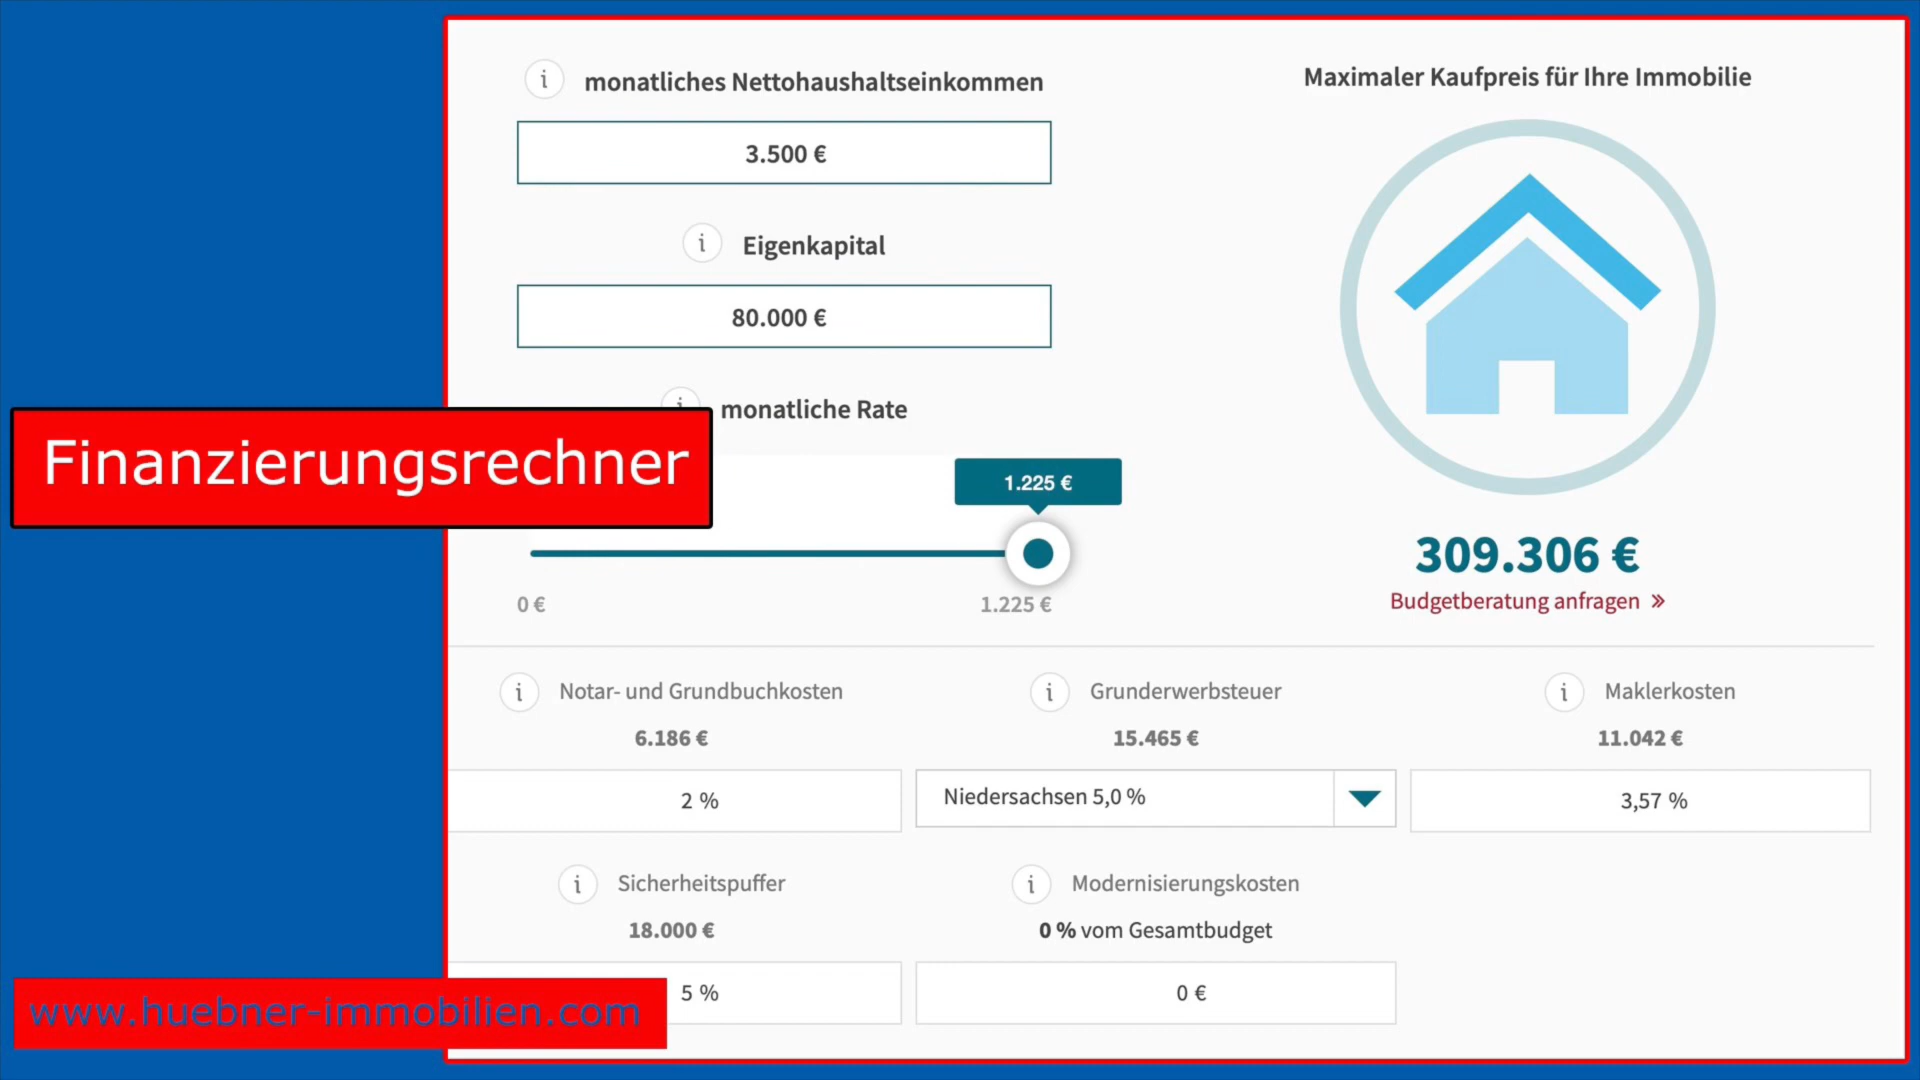 monatliches Nettohaushaltseinkommen
3.500 €
Eigenkapital
80.000 €
monatliche Rate
1.225 €
0 €
1.225 €
Maximaler Kaufpreis für Ihre Immobilie
309.306 €
Budgetberatung anfragen »
Finanzierungsrechner
Notar- und Grundbuchkosten
6.186 €
2 %
Grunderwerbsteuer
15.465 €
Niedersachsen 5,0 %
Maklerkosten
11.042 €
3,57 %
Sicherheitspuffer
18.000 €
5 %
Modernisierungskosten
0 % vom Gesamtbudget
0 €
www.huebner-immobilien.com